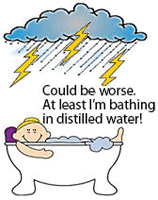 Could be worse.
At least I'm bathing
in distilled water!